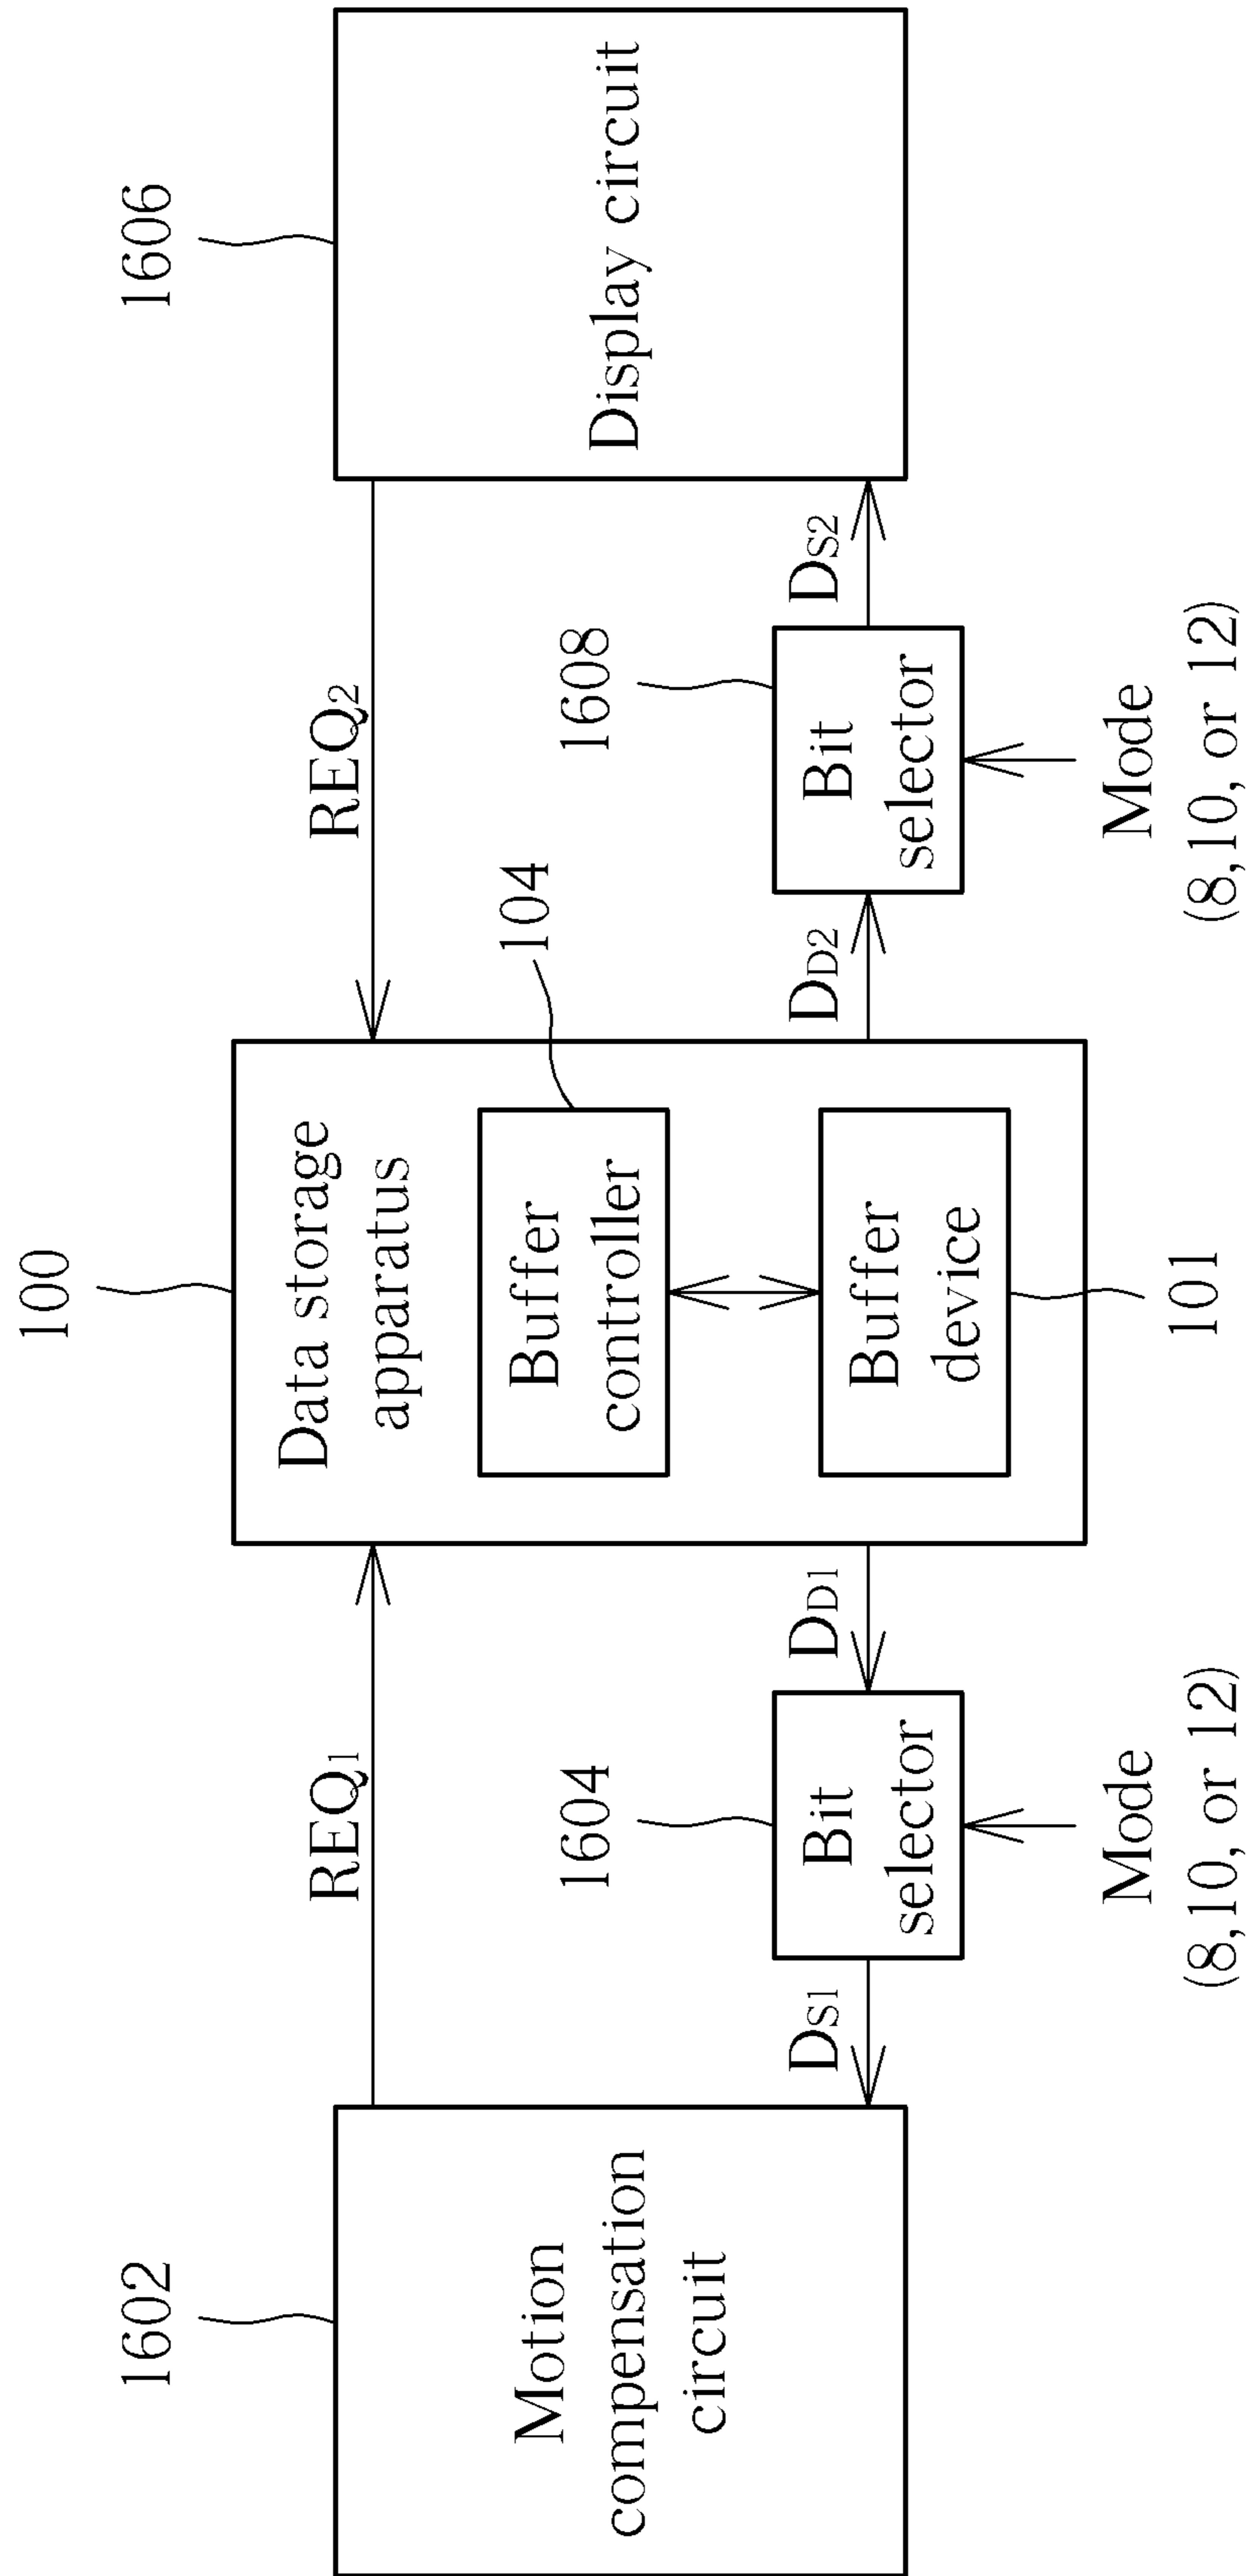 1602
Motion
compensation
circuit
REQ1
DS1
1604
Bit
selector
Mode
(8,10, or 12)
DD1
100
Data storage
apparatus
104
Buffer
controller
Buffer
device
101
REQ2
DD2
1608
Bit
selector
Mode
(8,10, or 12)
DS2
1606
Display circuit